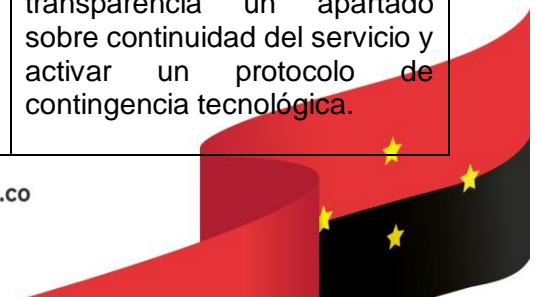 transparencia un apartado
sobre continuidad del servicio y
activar un protocolo de
contingencia tecnológica.
.co